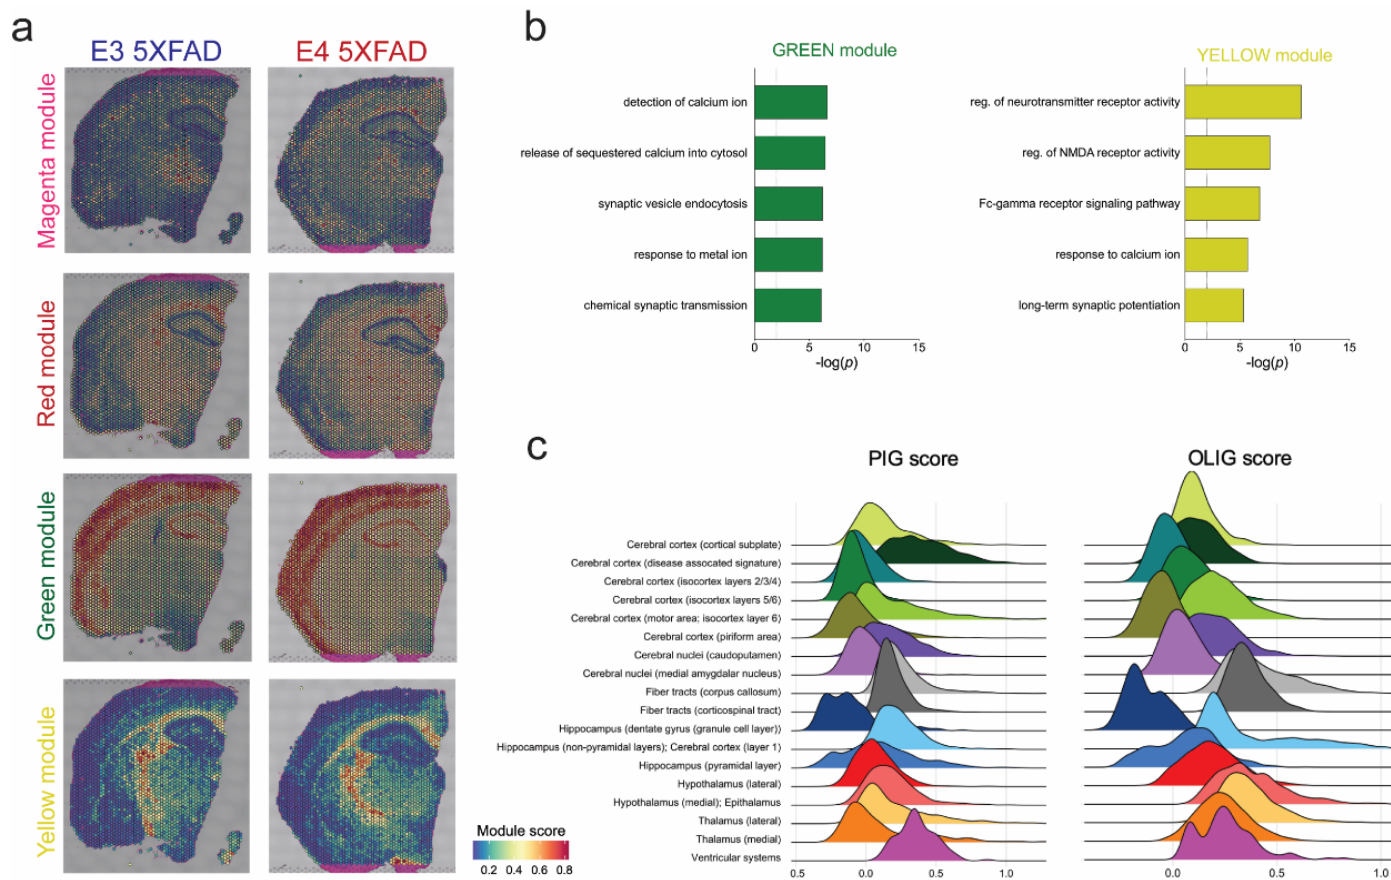 a
E3 5XFAD
E4 5XFAD
Magenta module
Red module
Green module
Yellow module
Module score
0.2 0.4 0.6 0.8
b
GREEN module
detection of calcium ion
release of sequestered calcium into cytosol
synaptic vesicle endocytosis
response to metal ion
chemical synaptic transmission
0 5 10 15
-log(p)
YELLOW module
reg. of neurotransmitter receptor activity
reg. of NMDA receptor activity
Fc-gamma receptor signaling pathway
response to calcium ion
long-term synaptic potentiation
0 5 10 15
-log(p)
c
PIG score
OLIG score
Cerebral cortex (cortical subplate)
Cerebral cortex (disease assocated signature)
Cerebral cortex (isocortex layers 2/3/4)
Cerebral cortex (isocortex layers 5/6)
Cerebral cortex (motor area; isocortex layer 6)
Cerebral cortex (piriform area)
Cerebral nuclei (caudoputamen)
Cerebral nuclei (medial amygdalar nucleus)
Fiber tracts (corpus callosum)
Fiber tracts (corticospinal tract)
Hippocampus (dentate gyrus (granule cell layer))
Hippocampus (non-pyramidal layers); Cerebral cortex (layer 1)
Hippocampus (pyramidal layer)
Hypothalamus (lateral)
Hypothalamus (medial); Epithalamus
Thalamus (lateral)
Thalamus (medial)
Ventricular systems
0.5 0.0 0.5 1.0
0.0 0.5 1.0